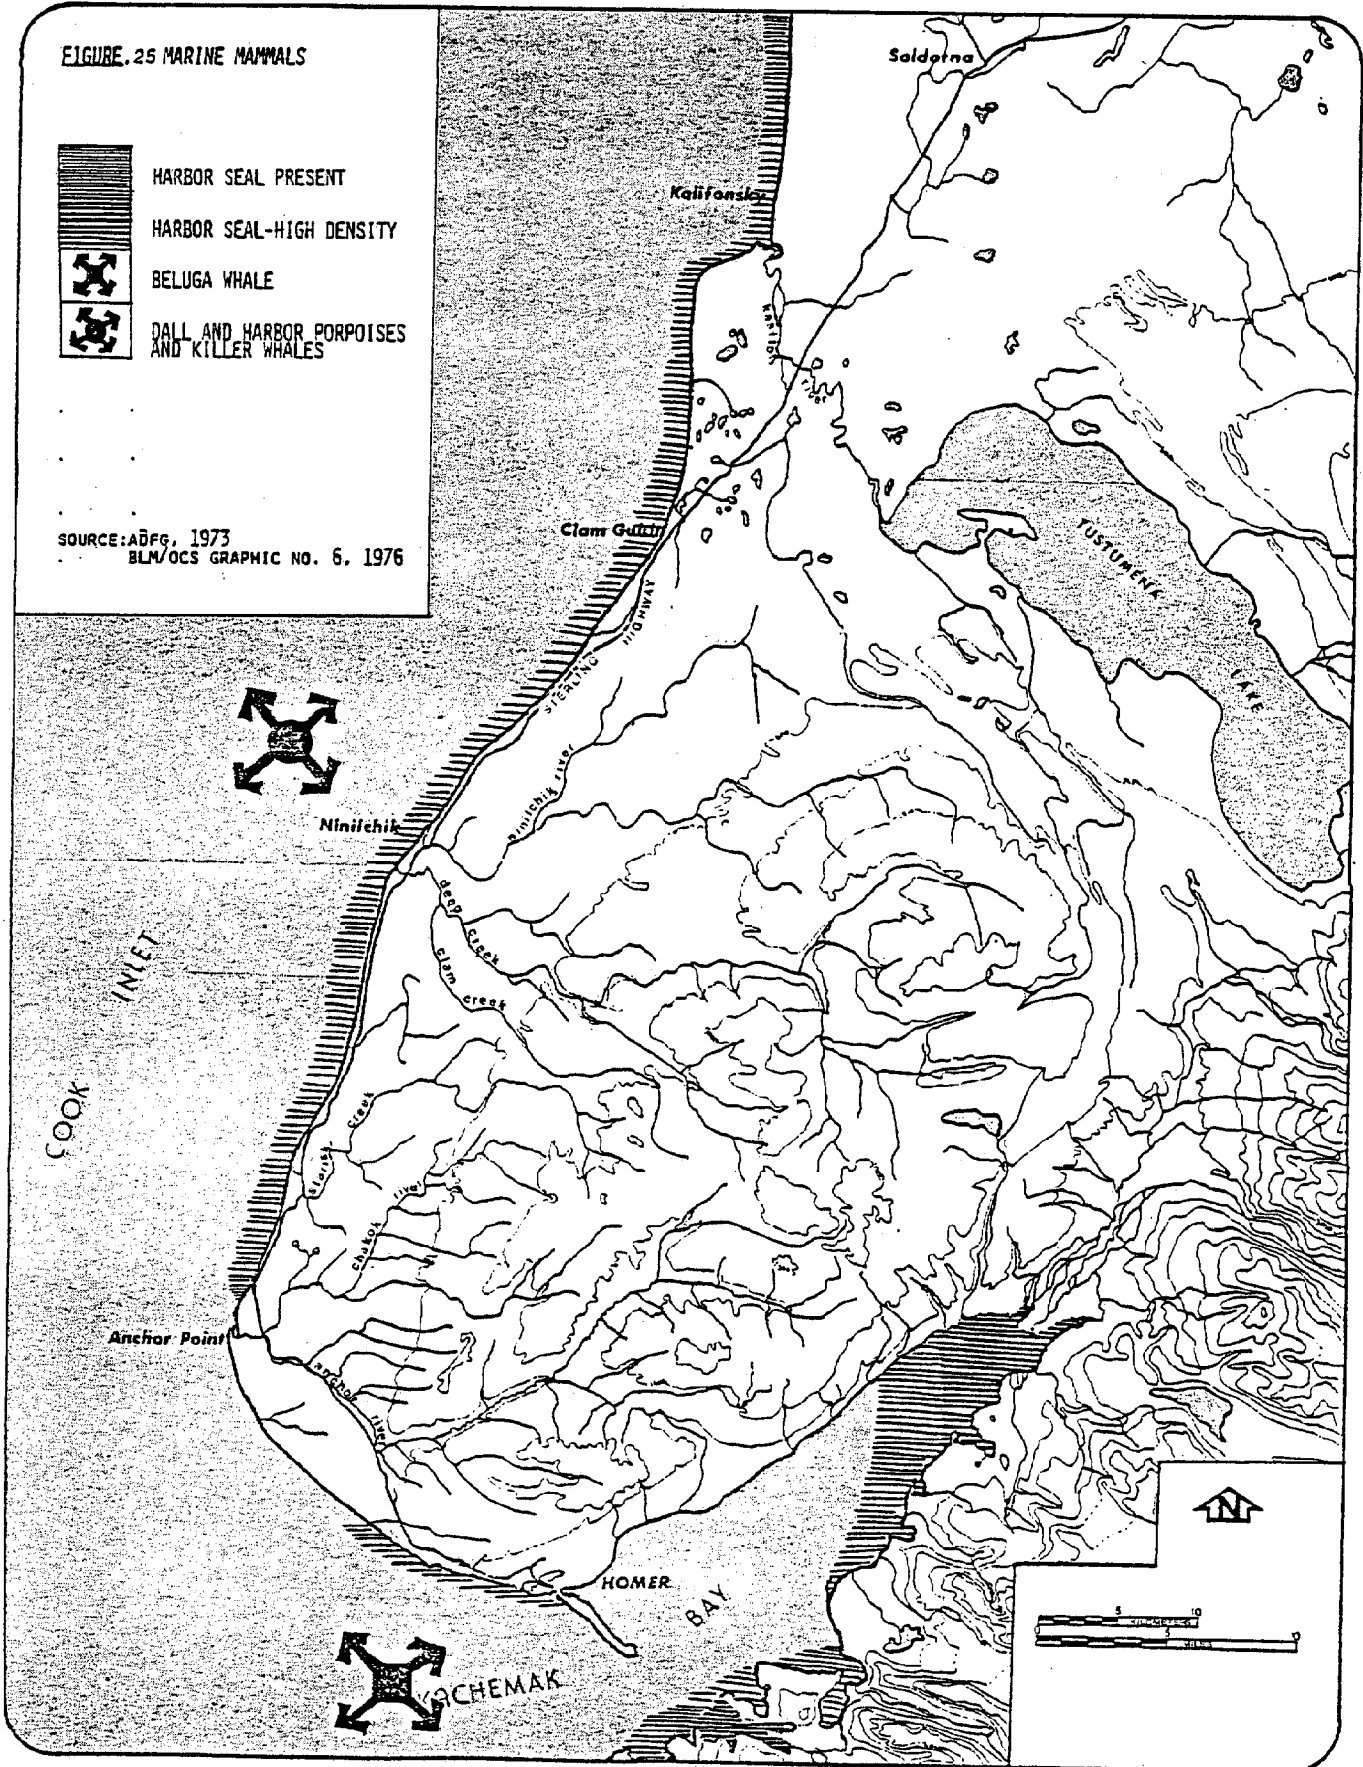 FIGURE.25 MARINE MAMMALS
HARBOR SEAL PRESENT
HARBOR SEAL-HIGH DENSITY
BELUGA WHALE
DALL AND HARBOR PORPOISES
AND KILLER WHALES
SOURCE:ADFG, 1973
BLM/OCS GRAPHIC NO. 6, 1976
Soldotna
Kalifonsky
river
Clam Gulch
TUSTUMENA
LAKE
STERLING HIGHWAY
ninilchik river
Ninilchik
deep
creek
clam
creek
COOK
INLET
creek
chakok
river
Anchor Point
anchor
HOMER
BAY
KACHEMAK
N
5 10
KILOMETERS
5
MILES